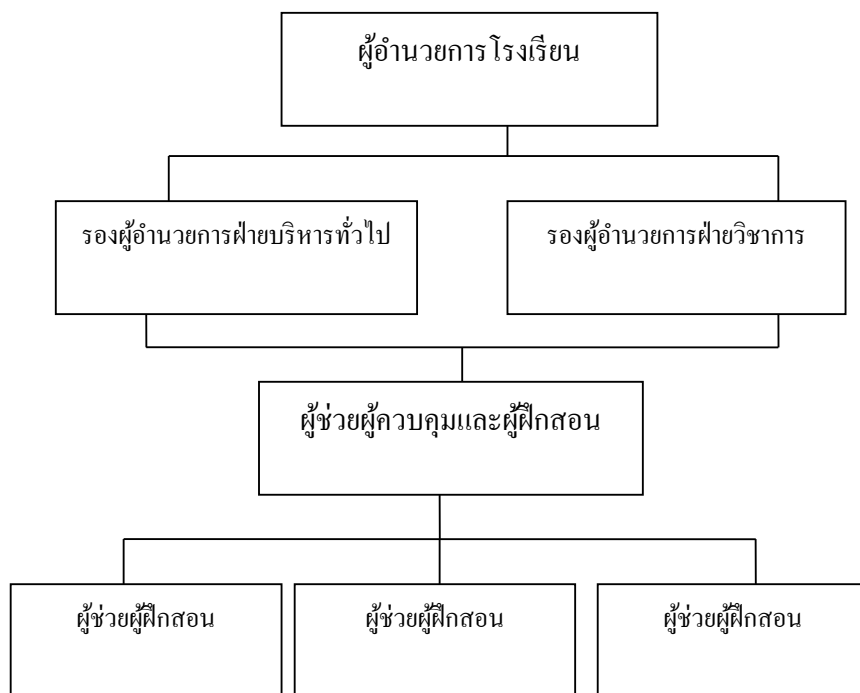 ผู้อำนวยการโรงเรียน
รองผู้อำนวยการฝ่ายบริหารทั่วไป
รองผู้อำนวยการฝ่ายวิชาการ
ผู้ช่วยผู้ควบคุมและผู้ฝึกสอน
ผู้ช่วยผู้ฝึกสอน
ผู้ช่วยผู้ฝึกสอน
ผู้ช่วยผู้ฝึกสอน